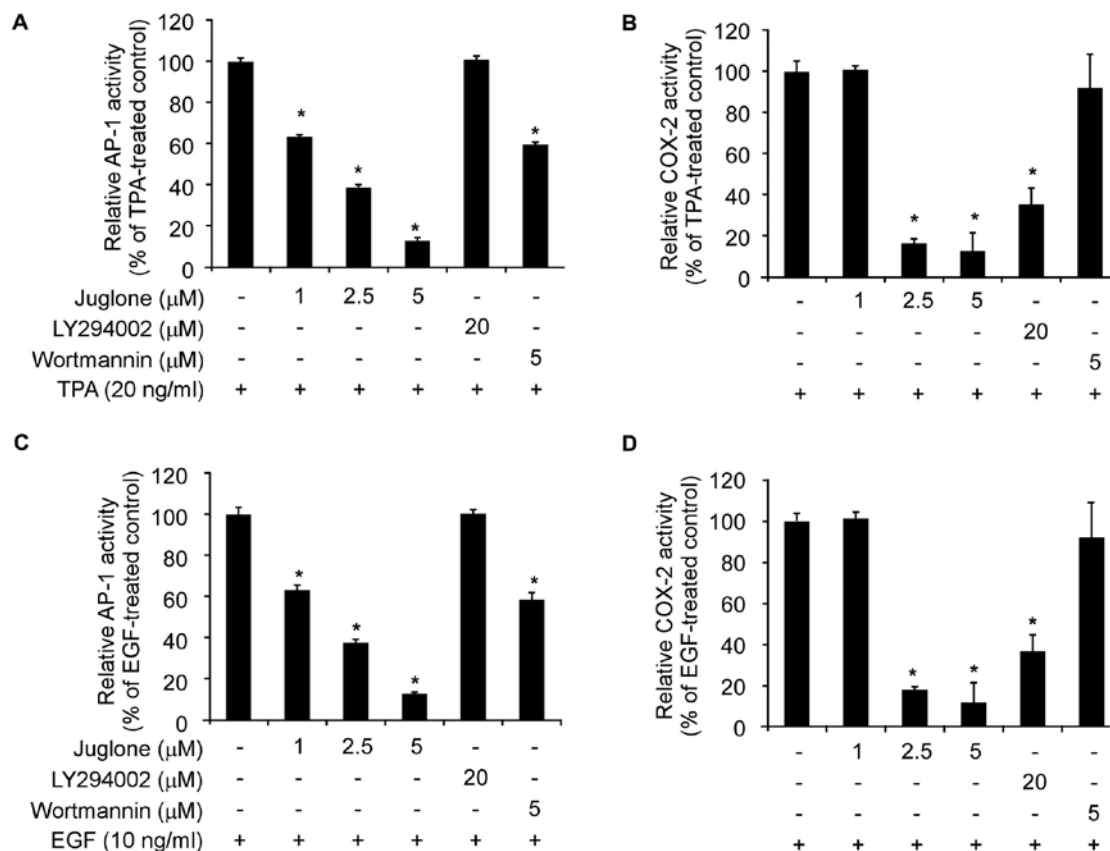 A
Relative AP-1 activity
(% of TPA-treated control)
120
100
80
60
40
20
0
* * * *
Juglone (μM) - 1 2.5 5 - -
LY294002 (μM) - - - - 20 -
Wortmannin (μM) - - - - - 5
TPA (20 ng/ml) + + + + + +
B
Relative COX-2 activity
(% of TPA-treated control)
120
100
80
60
40
20
0
* * *
- 1 2.5 5 - -
- - - - 20 -
- - - - - 5
+ + + + + +
C
Relative AP-1 activity
(% of EGF-treated control)
120
100
80
60
40
20
0
* * * *
Juglone (μM) - 1 2.5 5 - -
LY294002 (μM) - - - - 20 -
Wortmannin (μM) - - - - - 5
EGF (10 ng/ml) + + + + + +
D
Relative COX-2 activity
(% of EGF-treated control)
120
100
80
60
40
20
0
* * *
- 1 2.5 5 - -
- - - - 20 -
- - - - - 5
+ + + + + +